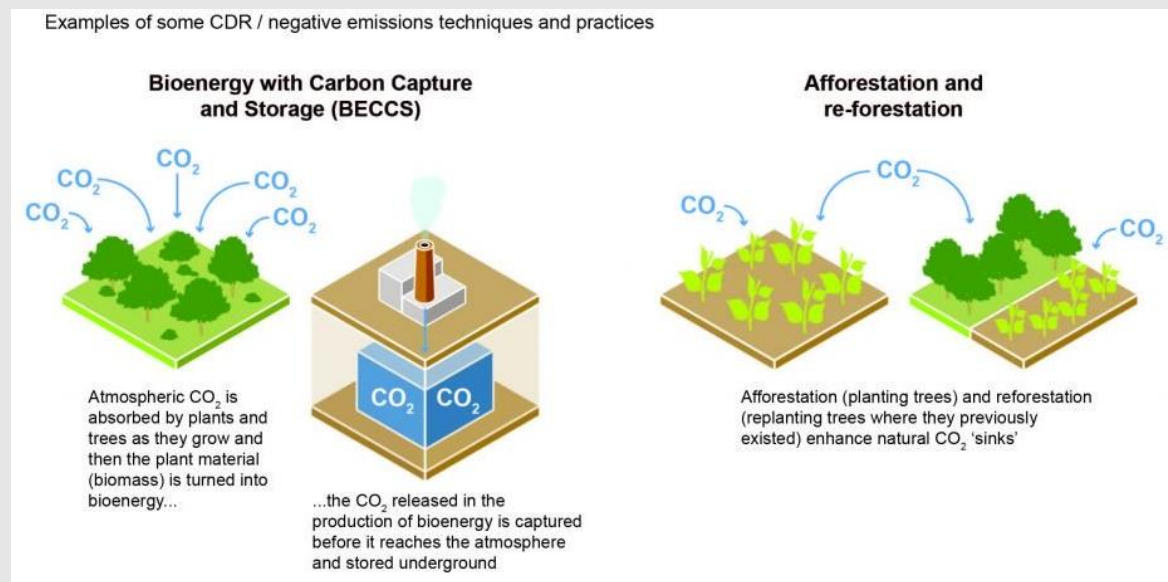 Examples of some CDR / negative emissions techniques and practices
Bioenergy with Carbon Capture
and Storage (BECCS)
CO₂
CO₂
CO₂
CO₂
CO₂
CO₂
CO₂
Atmospheric CO₂ is
absorbed by plants and
trees as they grow and
then the plant material
(biomass) is turned into
bioenergy...
...the CO₂ released in the
production of bioenergy is captured
before it reaches the atmosphere
and stored underground
Afforestation and
re-forestation
CO₂
CO₂
CO₂
Afforestation (planting trees) and reforestation
(replanting trees where they previously
existed) enhance natural CO₂ ‘sinks’